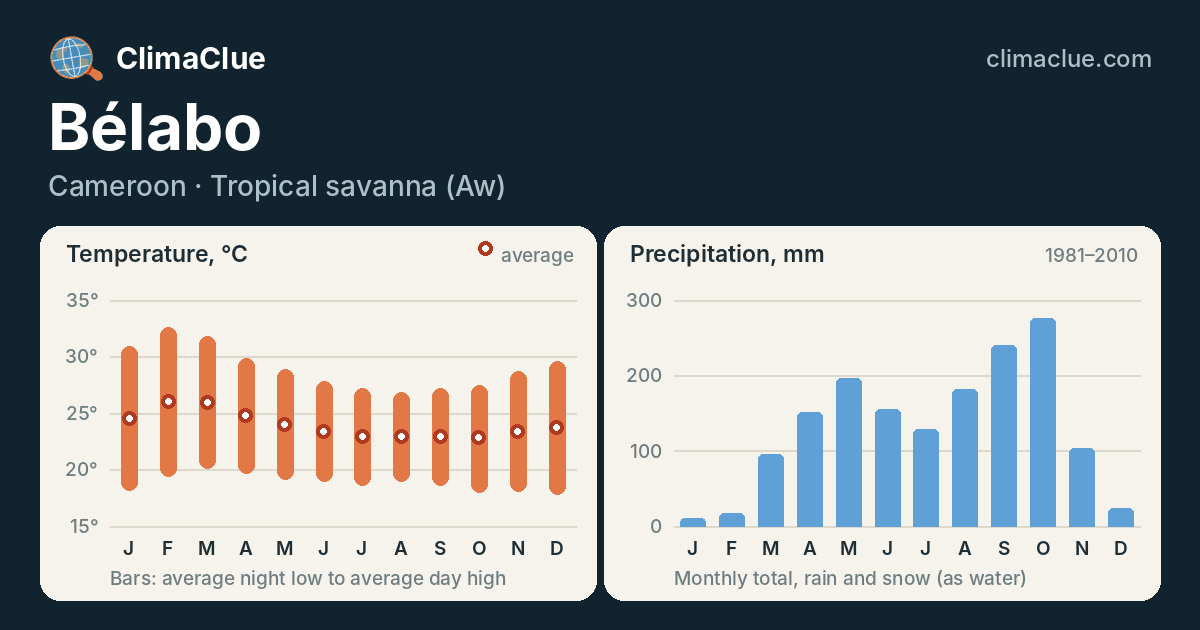 ClimaClue
climaclue.com
Bélabo
Cameroon · Tropical savanna (Aw)
Temperature, °C
average
35°
30°
25°
20°
15°
J F M A M J J A S O N D
Bars: average night low to average day high
Precipitation, mm
1981–2010
300
200
100
0
J F M A M J J A S O N D
Monthly total, rain and snow (as water)